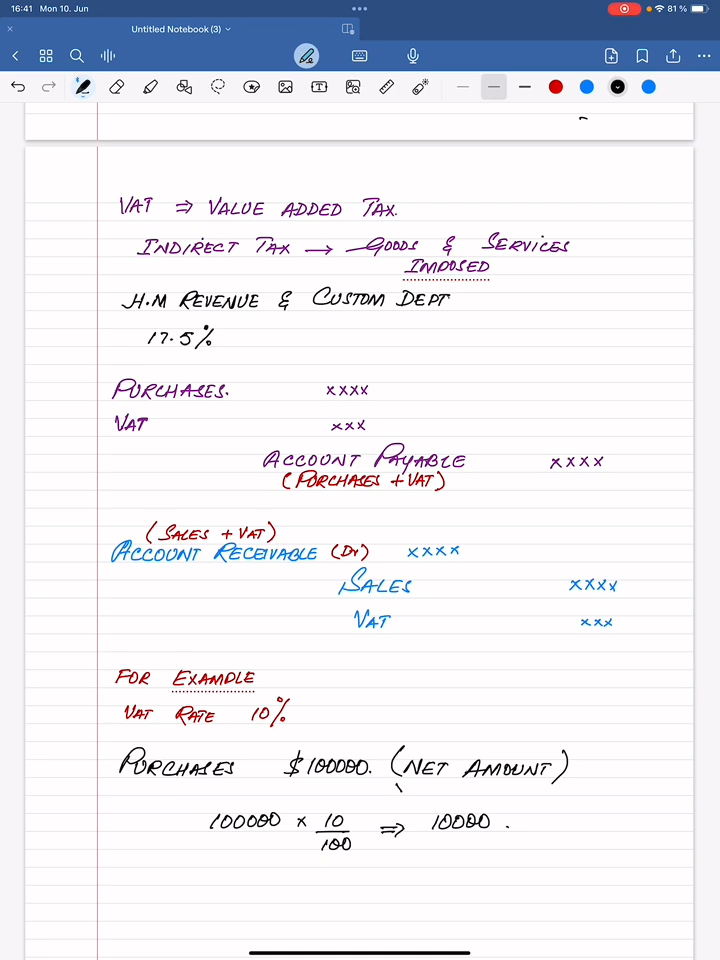 16:41 Mon 10. Jun 81 %
Untitled Notebook (3)
VAT ⇒ VALUE ADDED TAX.
INDIRECT TAX → GOODS & SERVICES
IMPOSED
H.M REVENUE & CUSTOM DEPT
17.5%
PURCHASES. xxxx
VAT xxx
ACCOUNT PAYABLE xxxx
(PURCHASES + VAT)
(SALES + VAT)
ACCOUNT RECEIVABLE (Dr) xxxx
SALES xxxx
VAT xxx
FOR EXAMPLE
VAT RATE 10%
PURCHASES $100000. (NET AMOUNT)
100000 x 10/100 ⇒ 10000.